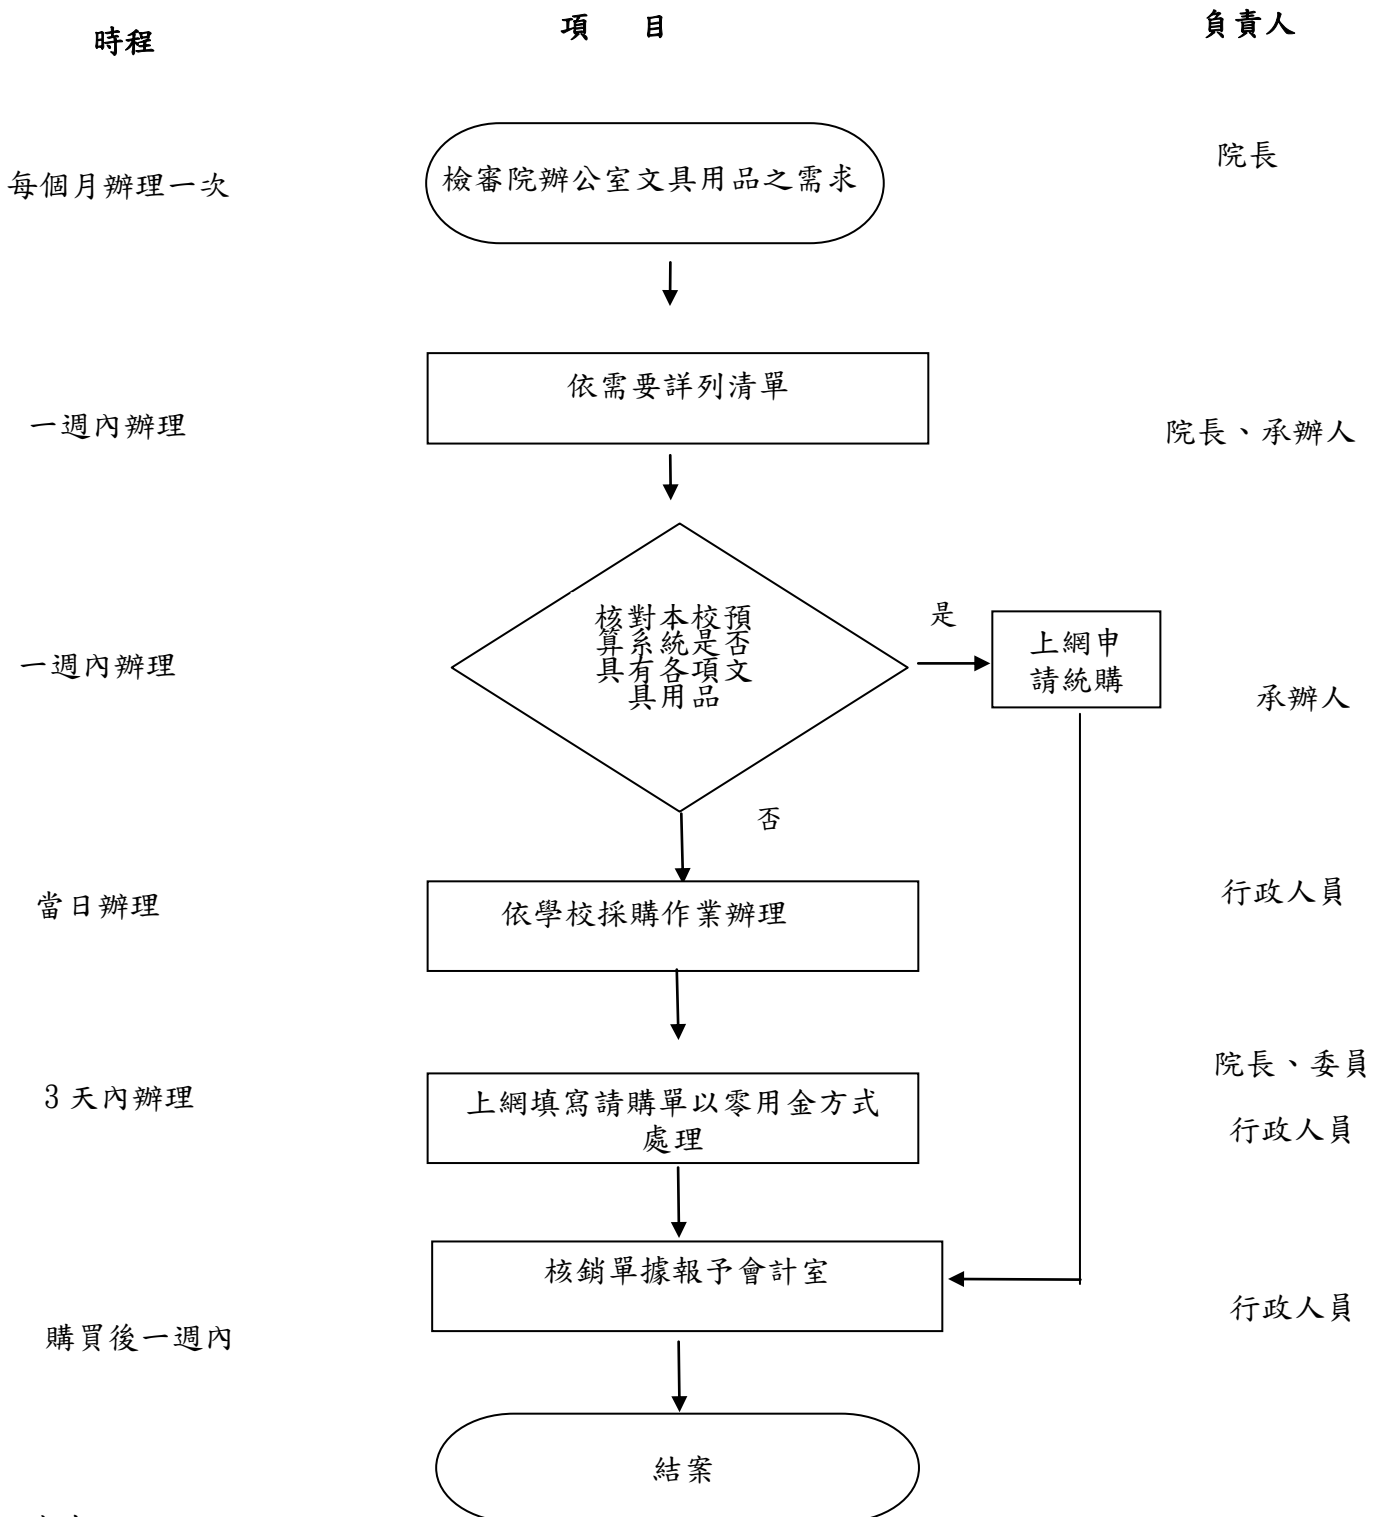 時程
項 目
負責人
每個月辦理一次
檢審院辦公室文具用品之需求
院長
一週內辦理
依需要詳列清單
院長、承辦人
一週內辦理
核對本校預
算系統是否
具有各項文
具用品
是
上網申
請統購
承辦人
否
當日辦理
依學校採購作業辦理
行政人員
3 天內辦理
上網填寫請購單以零用金方式
處理
院長、委員
行政人員
購買後一週內
核銷單據報予會計室
行政人員
結案